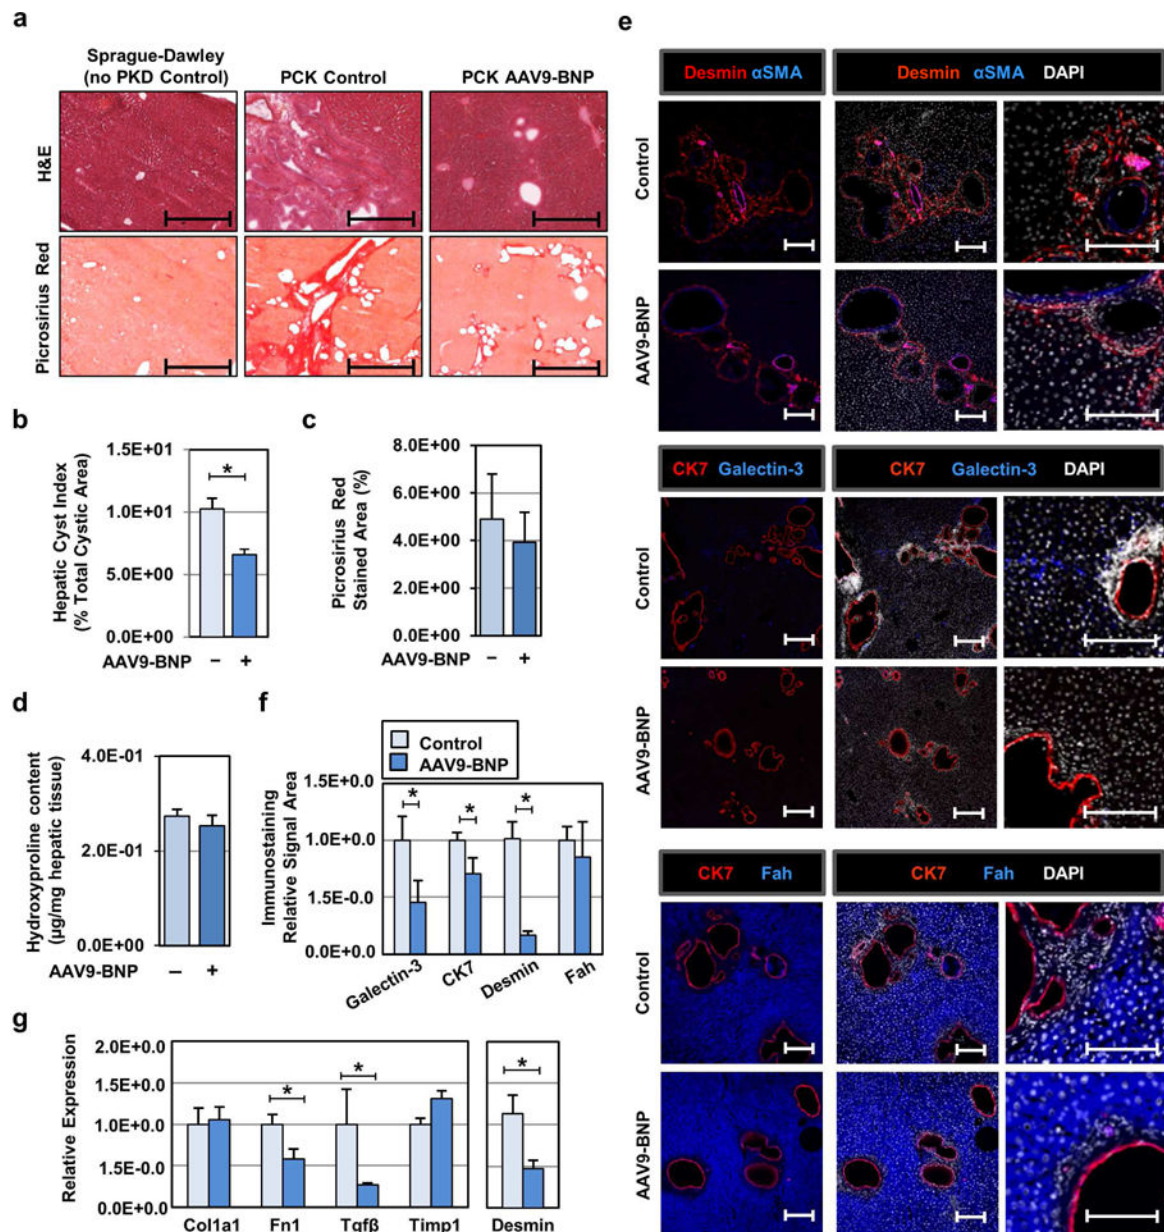 a
Sprague-Dawley
(no PKD Control)
PCK Control
PCK AAV9-BNP
H&E
Picrosirius Red
b
Hepatic Cyst Index
(% Total Cystic Area)
1.5E+01
1.0E+01
5.0E+00
0.0E+00
*
AAV9-BNP
–
+
c
Picrosirius Red
Stained Area (%)
8.0E+00
6.0E+00
4.0E+00
2.0E+00
0.0E+00
–
+
d
Hydroxyproline content
(µg/mg hepatic tissue)
4.0E-01
2.0E-01
0.0E+00
AAV9-BNP
–
+
f
Control
AAV9-BNP
Immunostaining
Relative Signal Area
1.5E+0.0
1.0E+0.0
1.5E-0.0
0.0E+00
*
*
*
Galectin-3
CK7
Desmin
Fah
g
Relative Expression
2.0E+0.0
1.5E+0.0
1.0E+0.0
1.5E-0.0
0.0E+00
*
*
*
Col1a1
Fn1
Tgfβ
Timp1
Desmin
e
Desmin αSMA
Desmin αSMA DAPI
Control
AAV9-BNP
CK7 Galectin-3
CK7 Galectin-3 DAPI
Control
AAV9-BNP
CK7 Fah
CK7 Fah DAPI
Control
AAV9-BNP